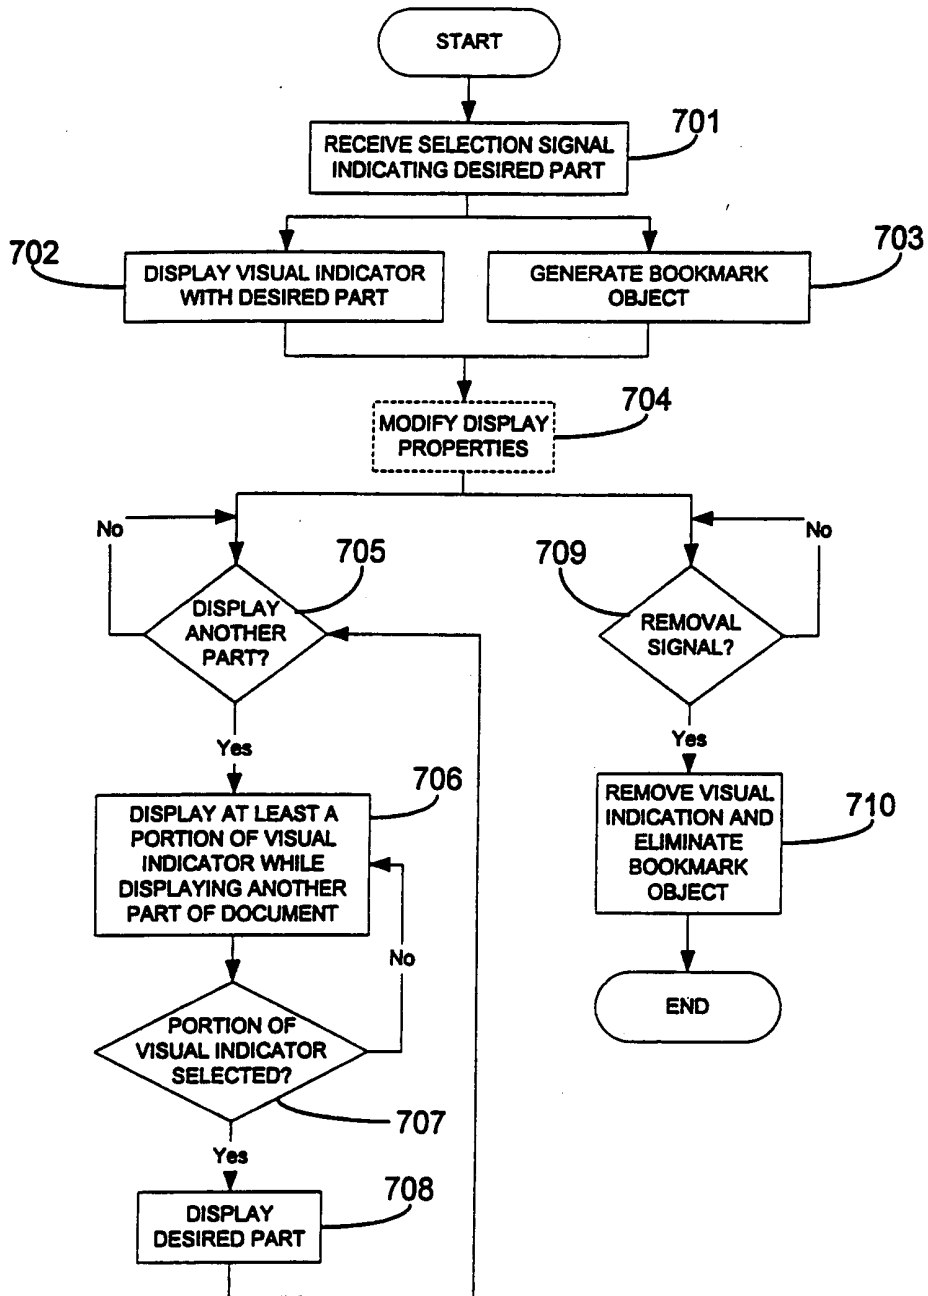 START
701
RECEIVE SELECTION SIGNAL
INDICATING DESIRED PART
702
703
DISPLAY VISUAL INDICATOR
WITH DESIRED PART
GENERATE BOOKMARK
OBJECT
704
MODIFY DISPLAY
PROPERTIES
No
No
705
709
DISPLAY
ANOTHER
PART?
REMOVAL
SIGNAL?
Yes
Yes
706
DISPLAY AT LEAST A
PORTION OF VISUAL
INDICATOR WHILE
DISPLAYING ANOTHER
PART OF DOCUMENT
REMOVE VISUAL
INDICATION AND
ELIMINATE
BOOKMARK
OBJECT
710
No
END
PORTION OF
VISUAL INDICATOR
SELECTED?
707
Yes
708
DISPLAY
DESIRED PART